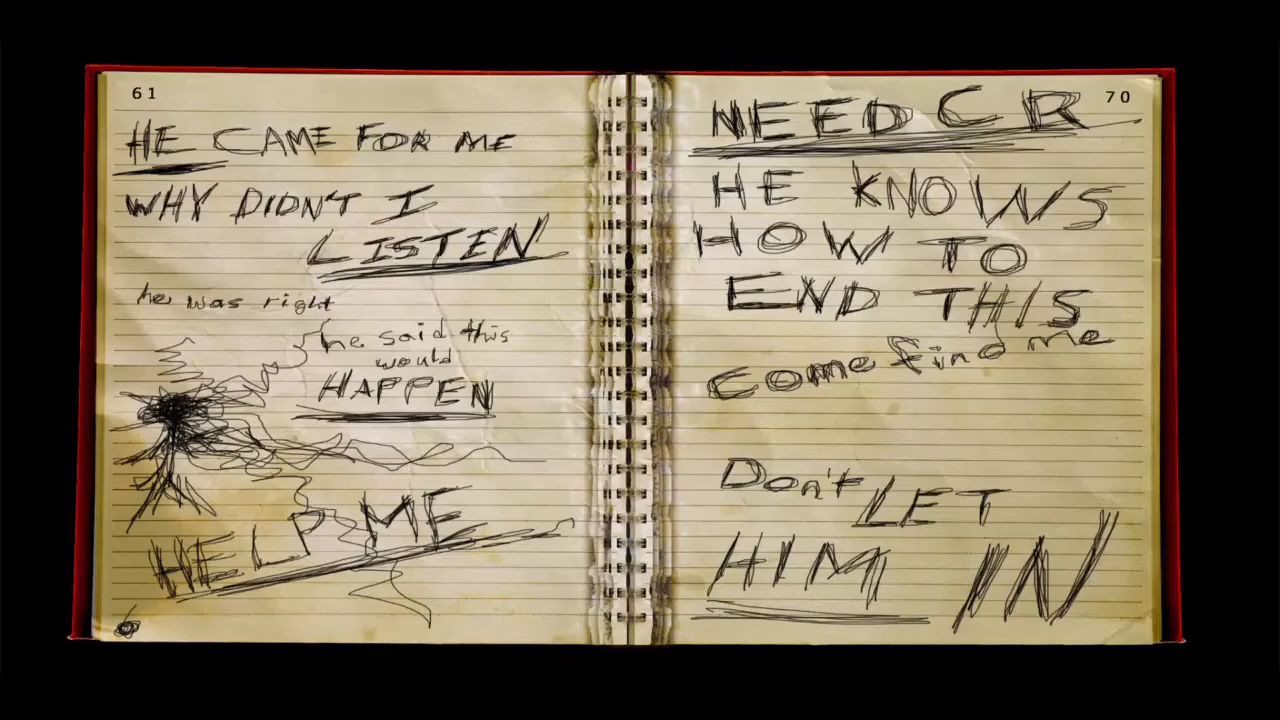 61
HE CAME FOR ME
WHY DIDN'T I
LISTEN
he was right
he said this
would
HAPPEN
HELP ME
70
NEED CR
HE KNOWS
HOW TO
END THIS
come find me
Don't LET
HIM IN